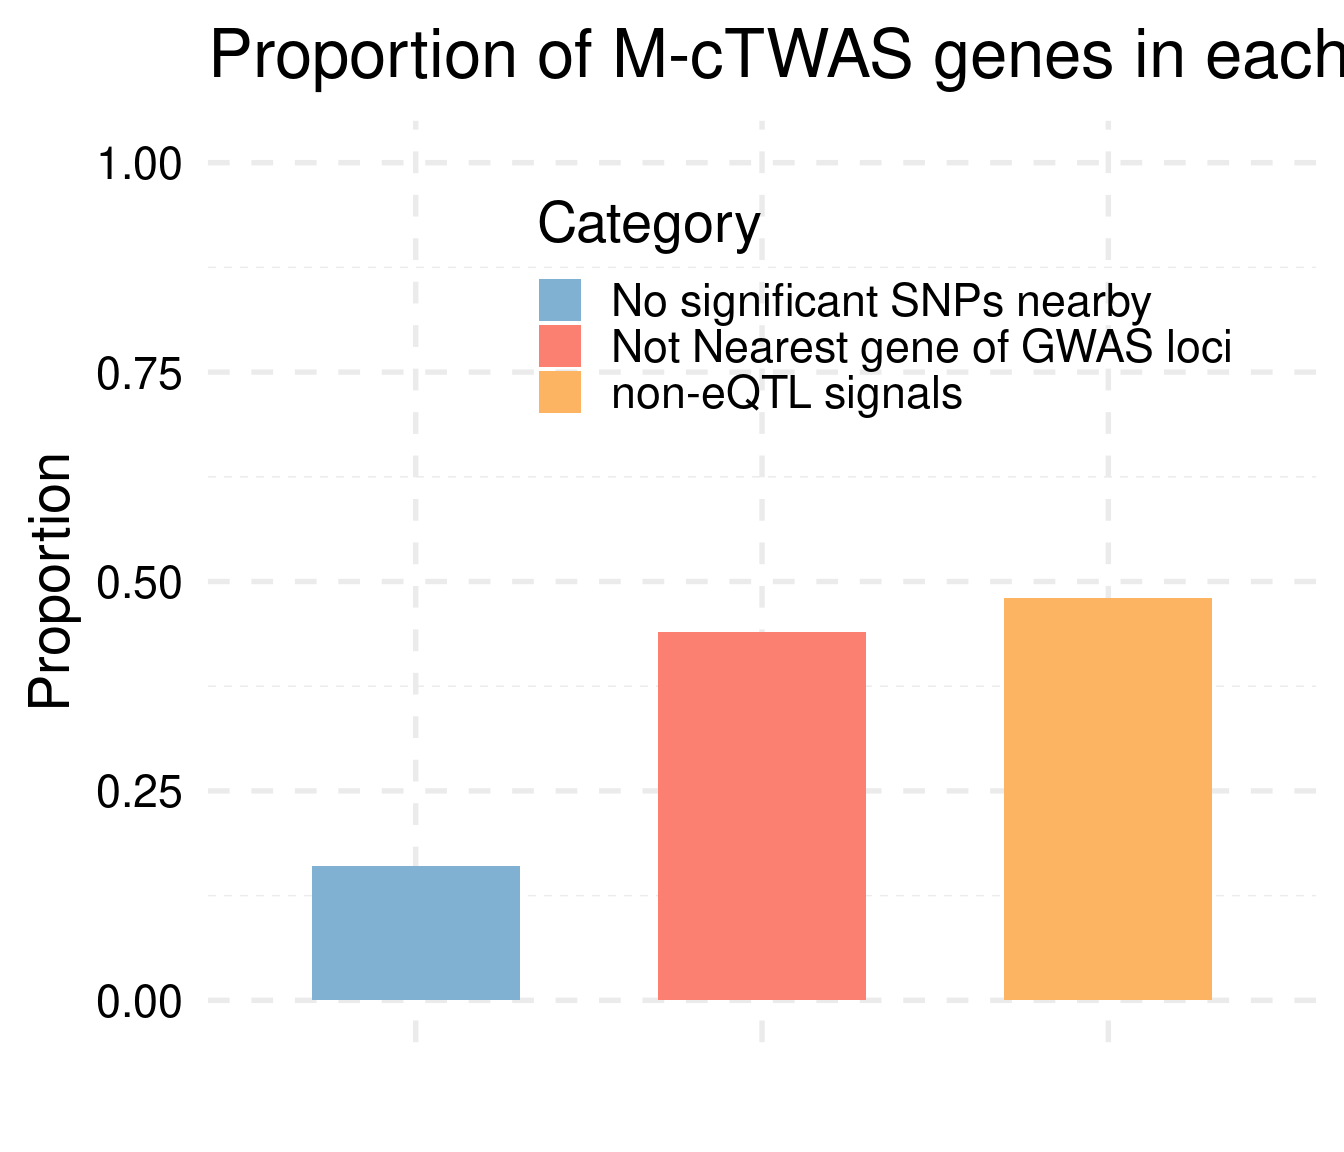 Proportion of M-cTWAS genes in each
1.00
Category
No significant SNPs nearby
Not Nearest gene of GWAS loci
0.75
non-eQTL signals
Proportion
0.50
0.25
0.00